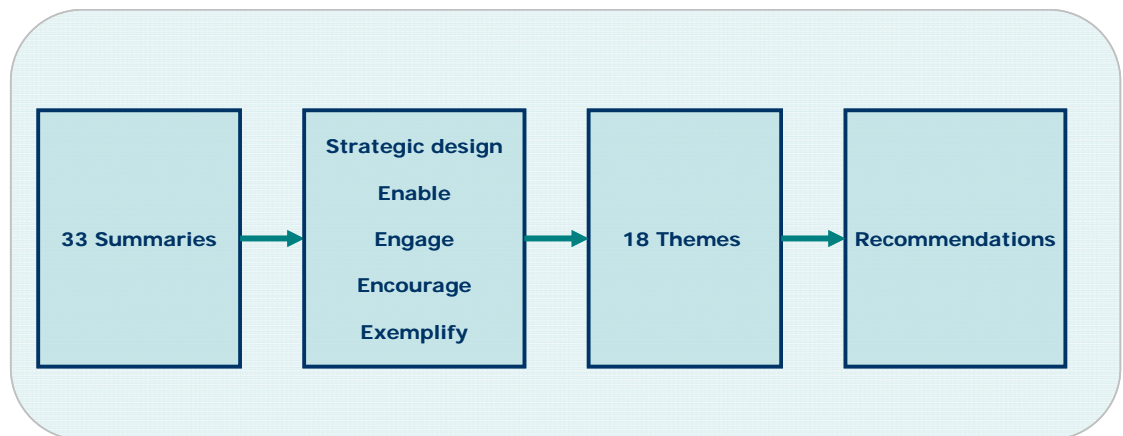 33 Summaries
Strategic design
Enable
Engage
Encourage
Exemplify
18 Themes
Recommendations